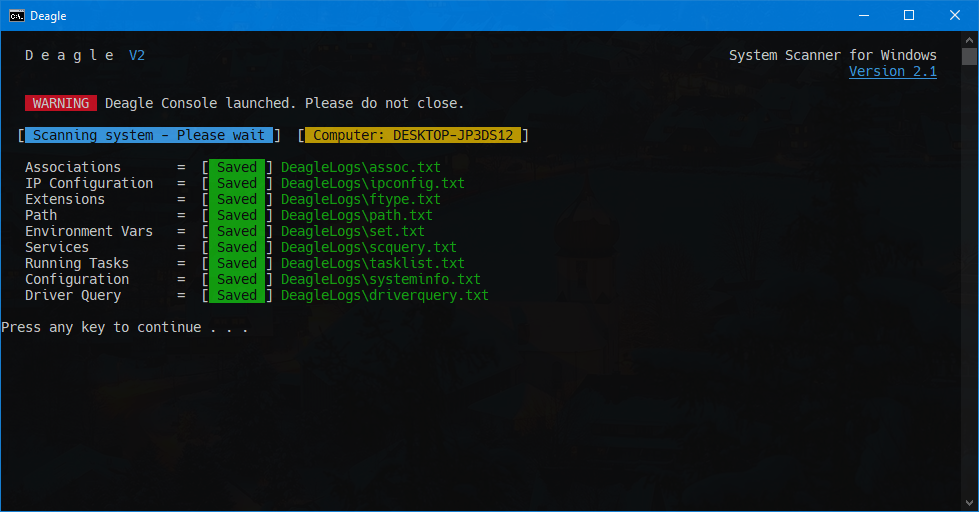 Deagle
D e a g l e V2
System Scanner for Windows
Version 2.1
WARNING Deagle Console launched. Please do not close.
[ Scanning system - Please wait ] [ Computer: DESKTOP-JP3DS12 ]
Associations = [ Saved ] DeagleLogs\assoc.txt
IP Configuration = [ Saved ] DeagleLogs\ipconfig.txt
Extensions = [ Saved ] DeagleLogs\ftype.txt
Path = [ Saved ] DeagleLogs\path.txt
Environment Vars = [ Saved ] DeagleLogs\set.txt
Services = [ Saved ] DeagleLogs\scquery.txt
Running Tasks = [ Saved ] DeagleLogs\tasklist.txt
Configuration = [ Saved ] DeagleLogs\systeminfo.txt
Driver Query = [ Saved ] DeagleLogs\driverquery.txt
Press any key to continue . . .